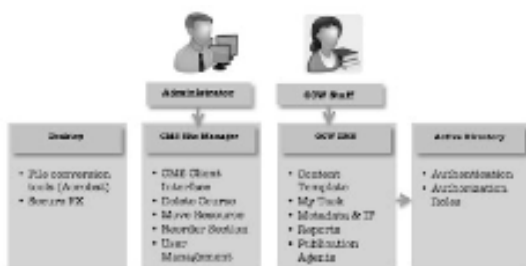 Administrator
OCW Staff
Desktop
CMS Site Manager
OCW CMS
Active Directory
• File conversion
tools (Acrobat)
• Secure FX
• CMS Client
Interface
• Delete Course
• Move Resource
• Reorder Section
• User
Management
• Content
Template
• My Task
• Metadata & IP
• Reports
• Publication
Agents
• Authentication
• Authorization
Roles